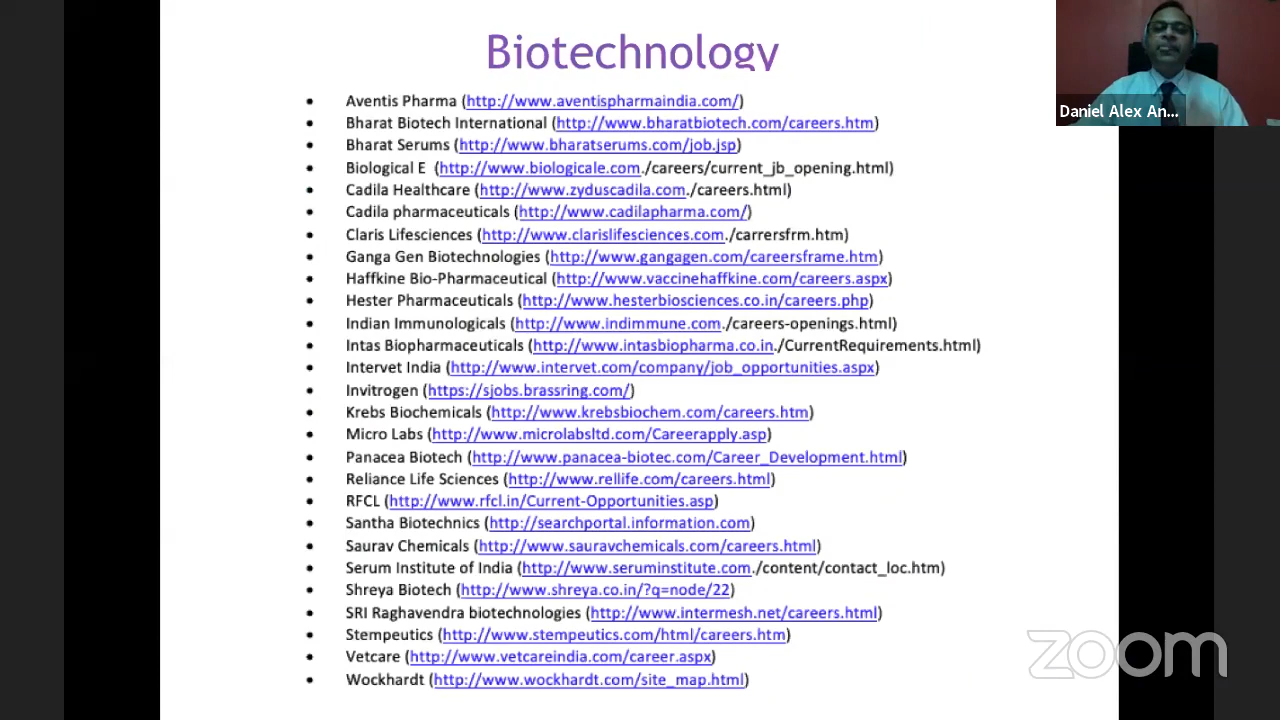 Biotechnology
Daniel Alex An...
• Aventis Pharma (http://www.aventispharmaindia.com/)
• Bharat Biotech International (http://www.bharatbiotech.com/careers.htm)
• Bharat Serums (http://www.bharatserums.com/job.jsp)
• Biological E (http://www.biologicale.com./careers/current_jb_opening.html)
• Cadila Healthcare (http://www.zyduscadila.com./careers.html)
• Cadila pharmaceuticals (http://www.cadilapharma.com/)
• Claris Lifesciences (http://www.clarislifesciences.com./carrersfrm.htm)
• Ganga Gen Biotechnologies (http://www.gangagen.com/careersframe.htm)
• Haffkine Bio-Pharmaceutical (http://www.vaccinehaffkine.com/careers.aspx)
• Hester Pharmaceuticals (http://www.hesterbiosciences.co.in/careers.php)
• Indian Immunologicals (http://www.indimmune.com./careers-openings.html)
• Intas Biopharmaceuticals (http://www.intasbiopharma.co.in./CurrentRequirements.html)
• Intervet India (http://www.intervet.com/company/job_opportunities.aspx)
• Invitrogen (https://sjobs.brassring.com/)
• Krebs Biochemicals (http://www.krebsbiochem.com/careers.htm)
• Micro Labs (http://www.microlabsltd.com/Careerapply.asp)
• Panacea Biotech (http://www.panacea-biotec.com/Career_Development.html)
• Reliance Life Sciences (http://www.rellife.com/careers.html)
• RFCL (http://www.rfcl.in/Current-Opportunities.asp)
• Santha Biotechnics (http://searchportal.information.com)
• Saurav Chemicals (http://www.sauravchemicals.com/careers.html)
• Serum Institute of India (http://www.seruminstitute.com./content/contact_loc.htm)
• Shreya Biotech (http://www.shreya.co.in/?q=node/22)
• SRI Raghavendra biotechnologies (http://www.intermesh.net/careers.html)
• Stempeutics (http://www.stempeutics.com/html/careers.htm)
• Vetcare (http://www.vetcareindia.com/career.aspx)
• Wockhardt (http://www.wockhardt.com/site_map.html)
zoom